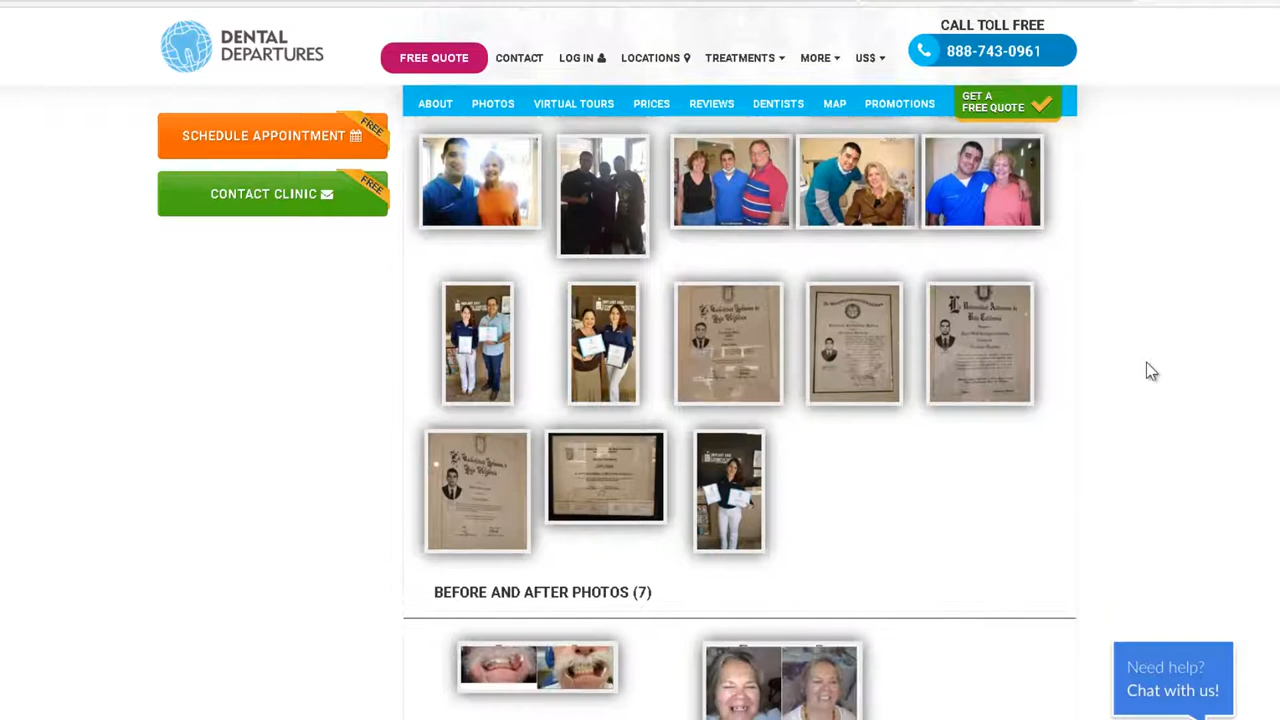 DENTAL
DEPARTURES
FREE QUOTE
CONTACT
LOG IN
LOCATIONS
TREATMENTS
MORE
US$
CALL TOLL FREE
888-743-0961
ABOUT
PHOTOS
VIRTUAL TOURS
PRICES
REVIEWS
DENTISTS
MAP
PROMOTIONS
GET A
FREE QUOTE
SCHEDULE APPOINTMENT
FREE
CONTACT CLINIC
FREE
BEFORE AND AFTER PHOTOS (7)
Need help?
Chat with us!